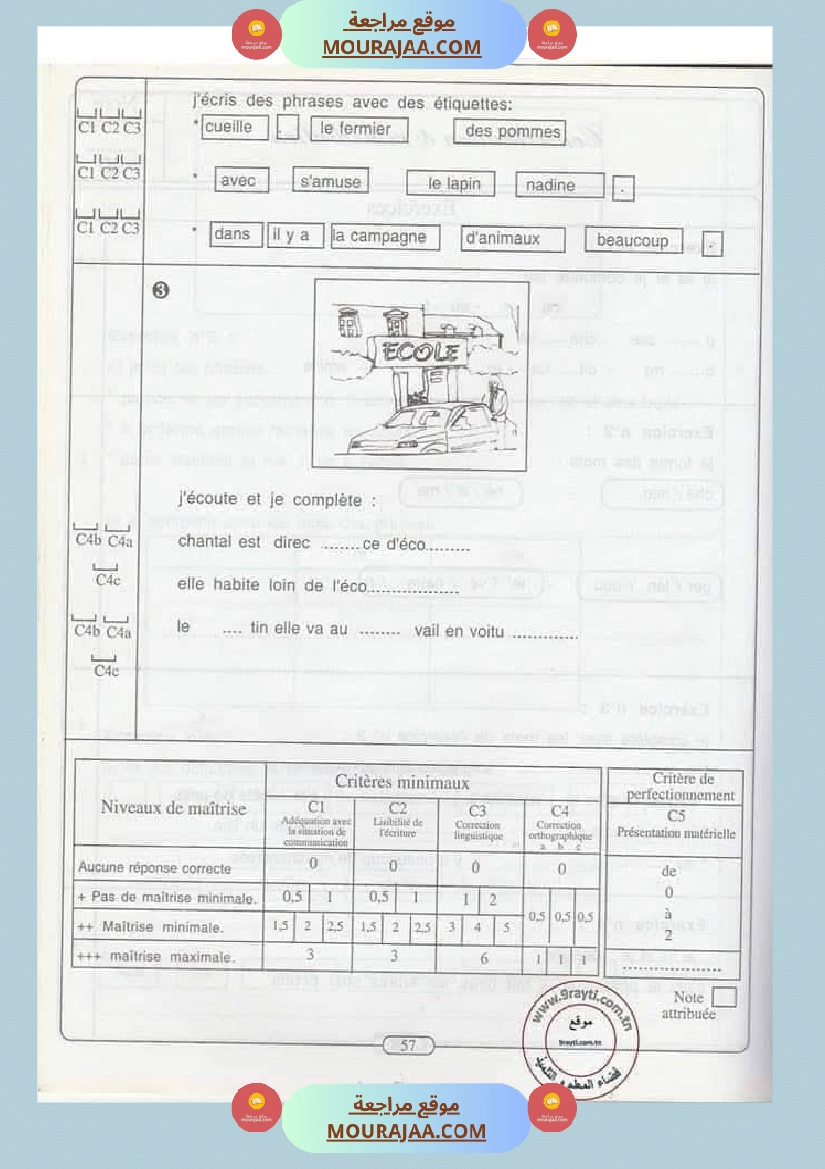 موقع مراجعة
MOURAJAA.COM
j'écris des phrases avec des étiquettes:
C1 C2 C3
* cueille le fermier des pommes
C1 C2 C3
* avec s'amuse le lapin nadine .
C1 C2 C3
* dans il y a la campagne d'animaux beaucoup .
3
ECOLE
j'écoute et je complète :
C4b C4a
chantal est direc ........ce d'éco.........
C4c
elle habite loin de l'éco...................
C4b C4a
le .... tin elle va au ........ vail en voitu .............
C4c
Niveaux de maîtrise
Critères minimaux
C1
Adéquation avec
la situation de
communication
C2
Lisibilité de
l'écriture
C3
Correction
linguistique
C4
Correction
orthographique
a b c
Critère de
perfectionnement
C5
Présentation matérielle
Aucune réponse correcte 0 0 0 0
+ Pas de maîtrise minimale. 0,5 1 0,5 1 1 2
++ Maîtrise minimale. 1,5 2 2,5 1,5 2 2,5 3 4 5 0,5 0,5 0,5
+++ maîtrise maximale. 3 3 6 1 1 1
de
0
à
2
....................
Note
attribuée
57
www.9rayti.com.tn
موقع
9rayti.com.tn
موقع مراجعة
MOURAJAA.COM